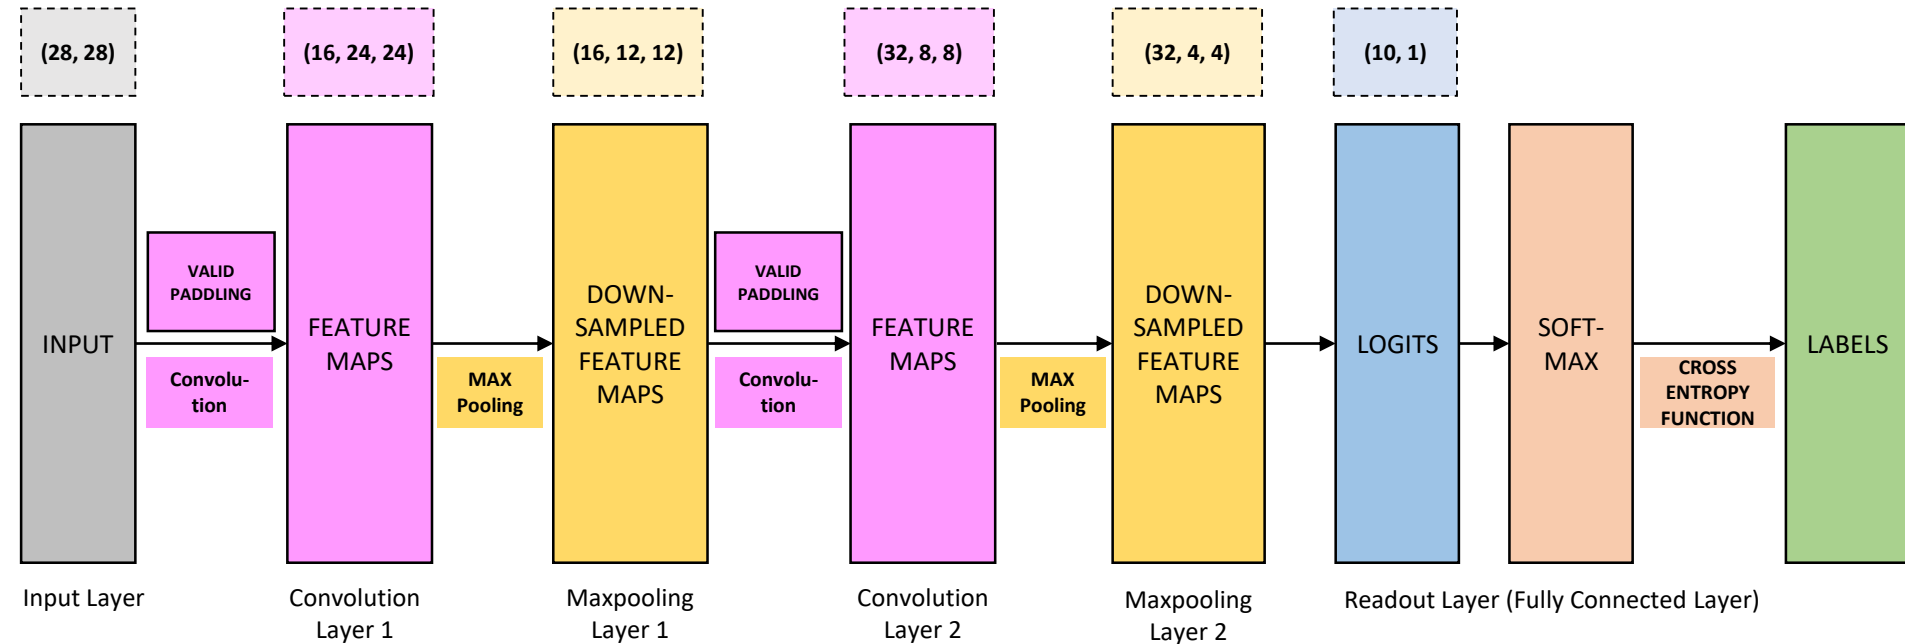 (28, 28)
(16, 24, 24)
(16, 12, 12)
(32, 8, 8)
(32, 4, 4)
(10, 1)
INPUT
VALID
PADDLING
Convolu-
tion
FEATURE
MAPS
MAX
Pooling
DOWN-
SAMPLED
FEATURE
MAPS
VALID
PADDLING
Convolu-
tion
FEATURE
MAPS
MAX
Pooling
DOWN-
SAMPLED
FEATURE
MAPS
LOGITS
SOFT-
MAX
CROSS
ENTROPY
FUNCTION
LABELS
Input Layer
Convolution
Layer 1
Maxpooling
Layer 1
Convolution
Layer 2
Maxpooling
Layer 2
Readout Layer (Fully Connected Layer)